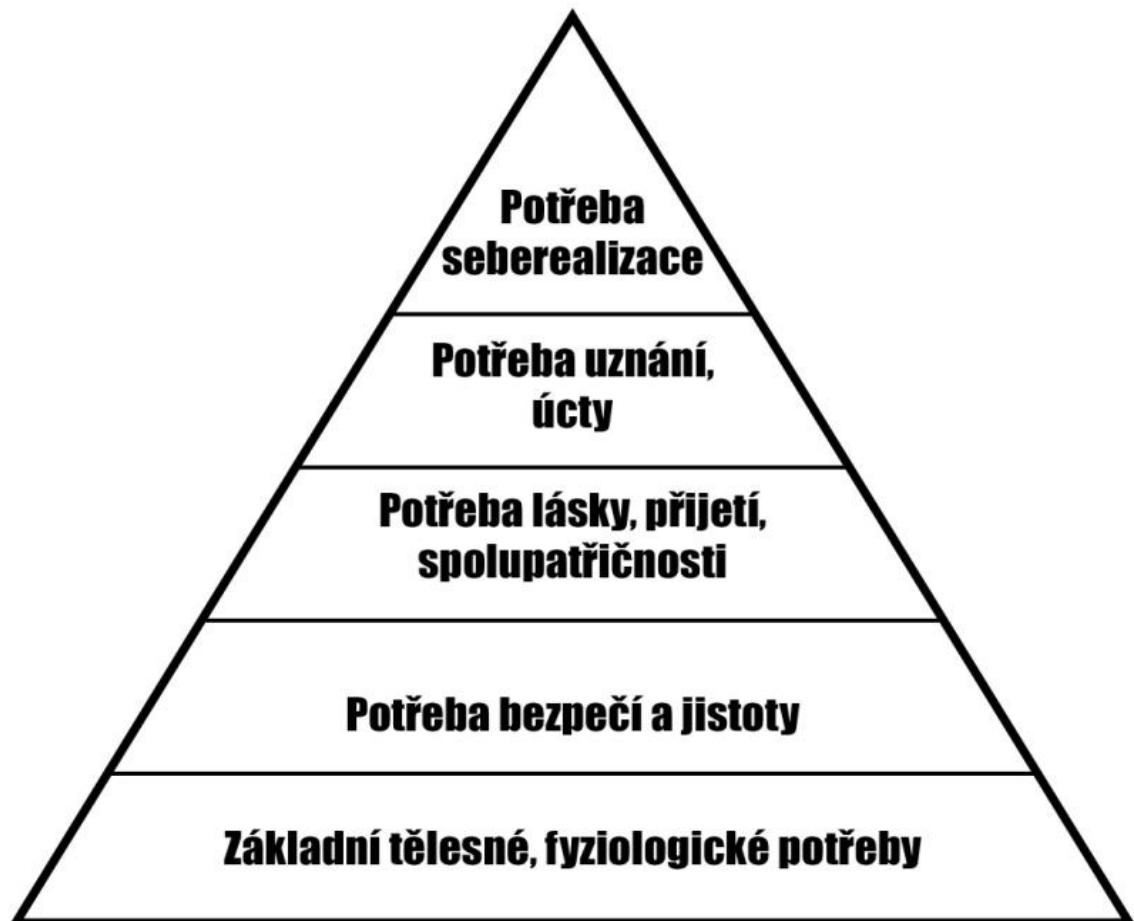 Potřeba
seberealizace
Potřeba uznání,
úcty
Potřeba lásky, přijetí,
spolupatřičnosti
Potřeba bezpečí a jistoty
Základní tělesné, fyziologické potřeby